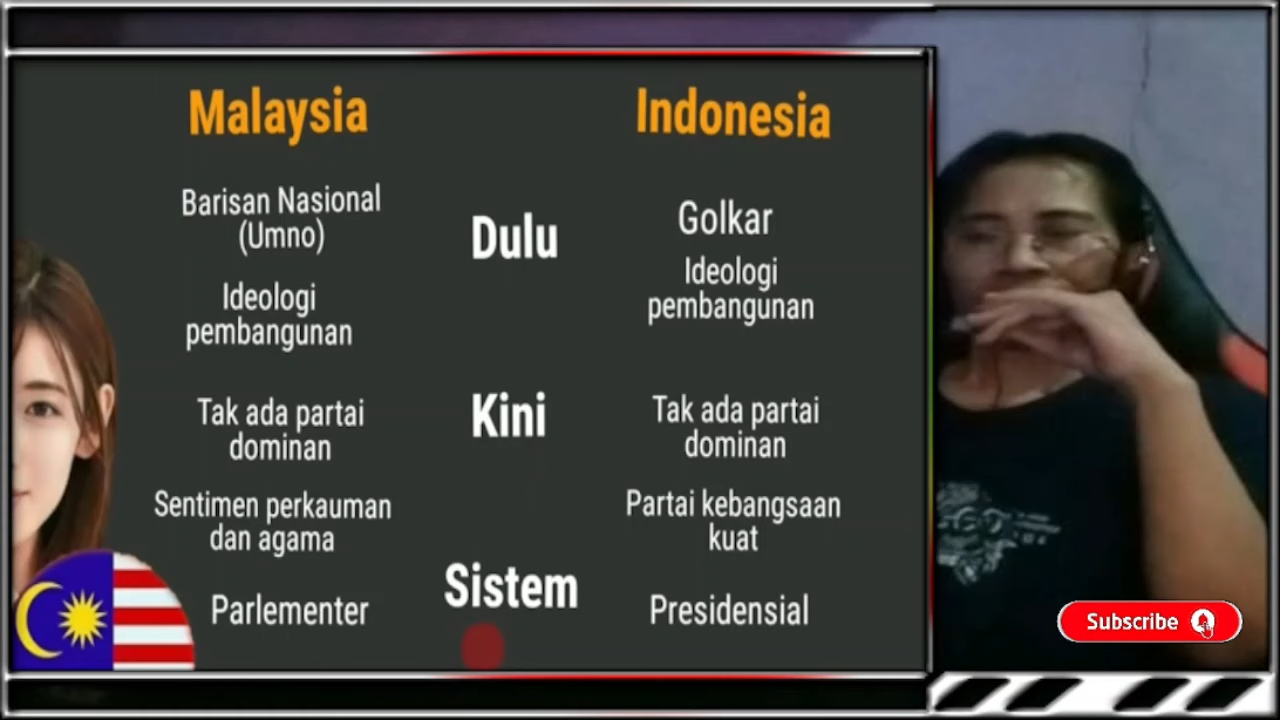 Malaysia
Indonesia
Barisan Nasional
(Umno)
Dulu
Golkar
Ideologi
pembangunan
Ideologi
pembangunan
Tak ada partai
dominan
Kini
Tak ada partai
dominan
Sentimen perkauman
dan agama
Partai kebangsaan
kuat
Parlementer
Sistem
Presidensial
Subscribe